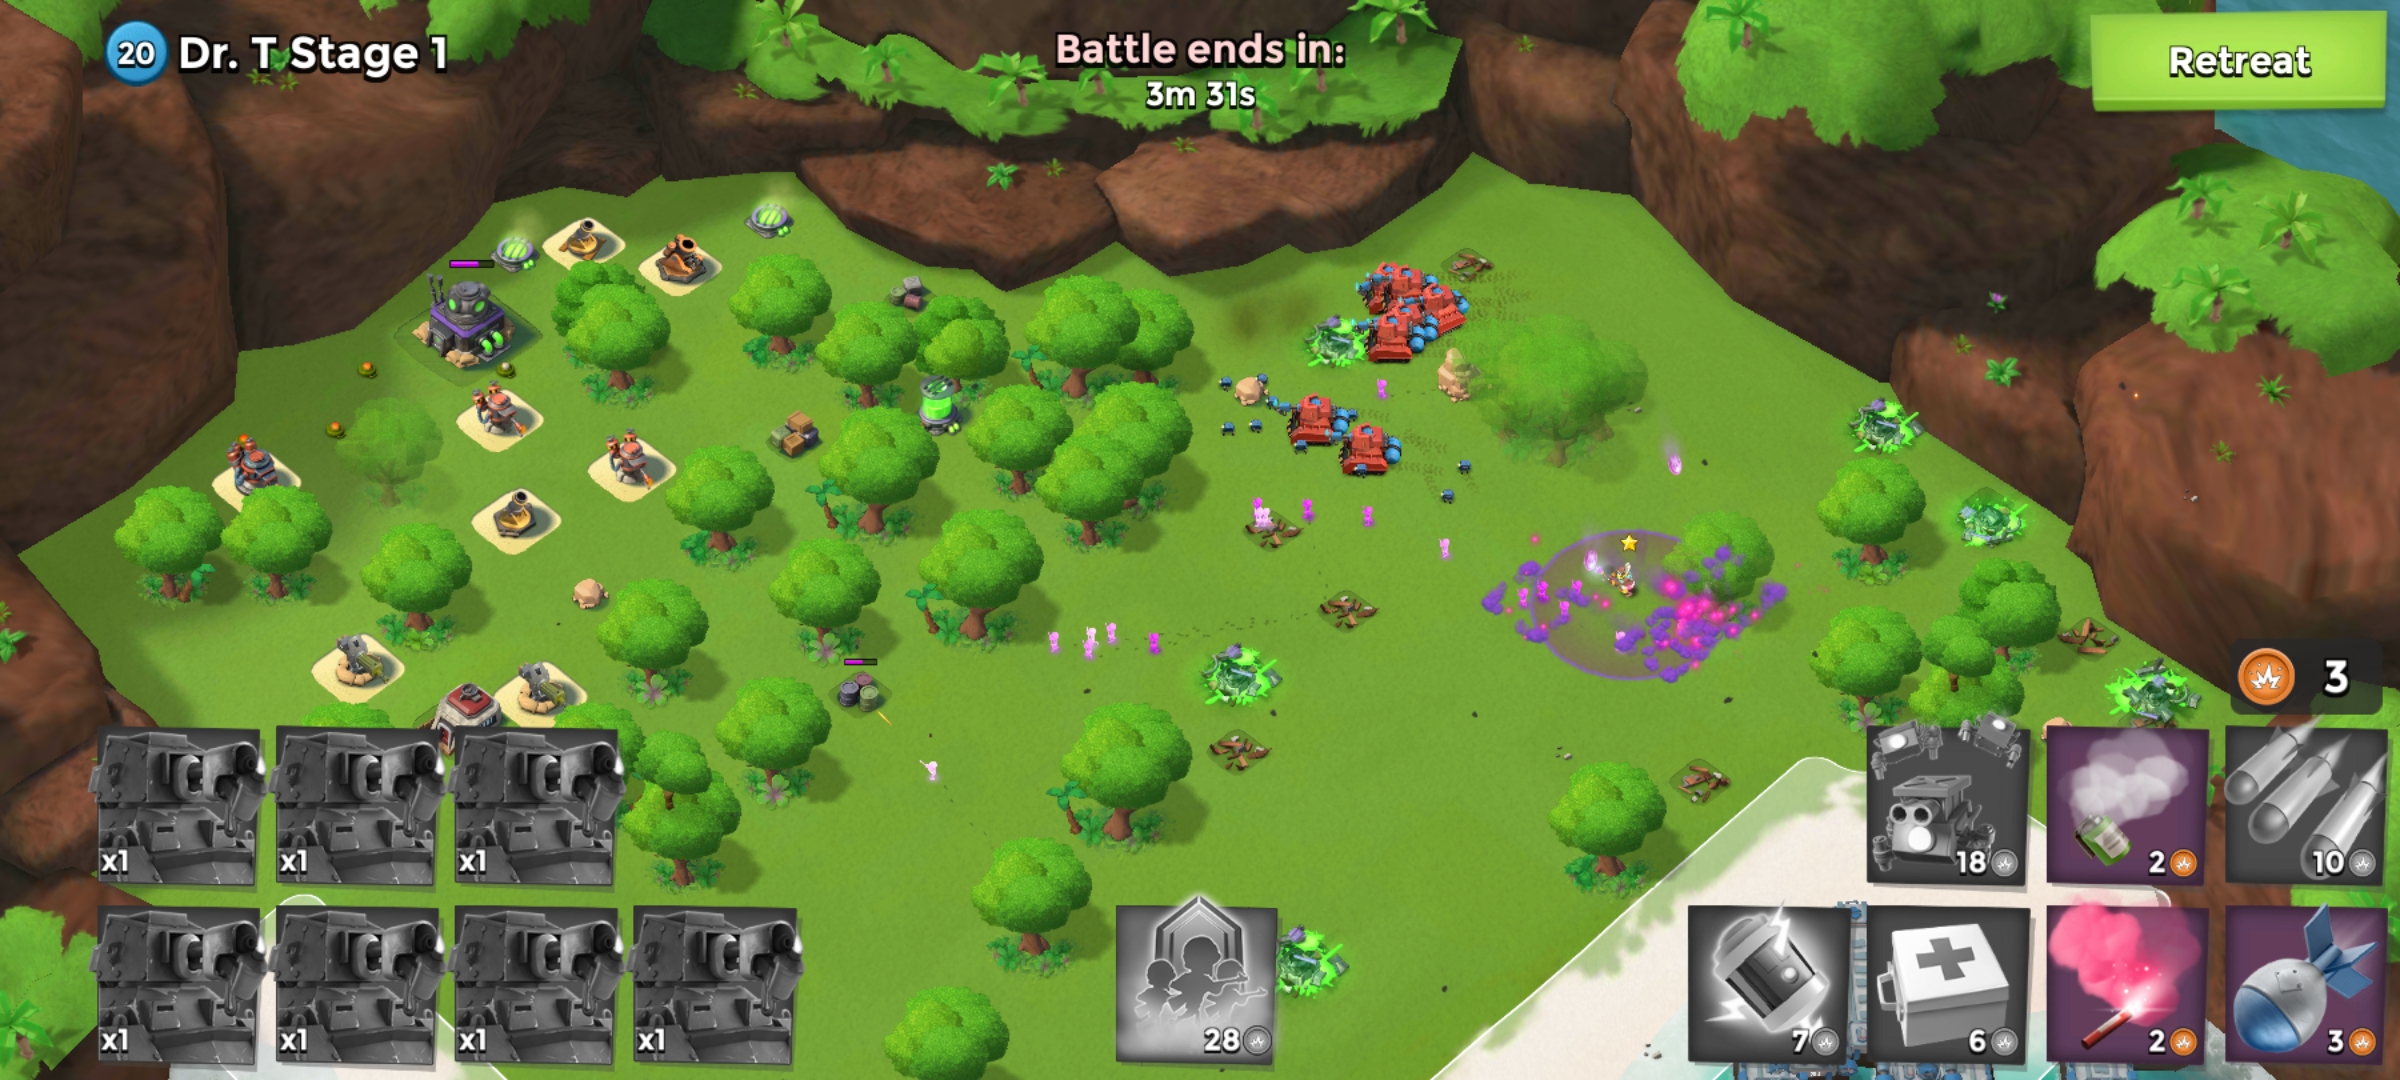 20 Dr. T Stage 1
Battle ends in:
3m 31s
Retreat
3
x1 x1 x1
18 2 10
x1 x1 x1 x1
28
7 6 2 3